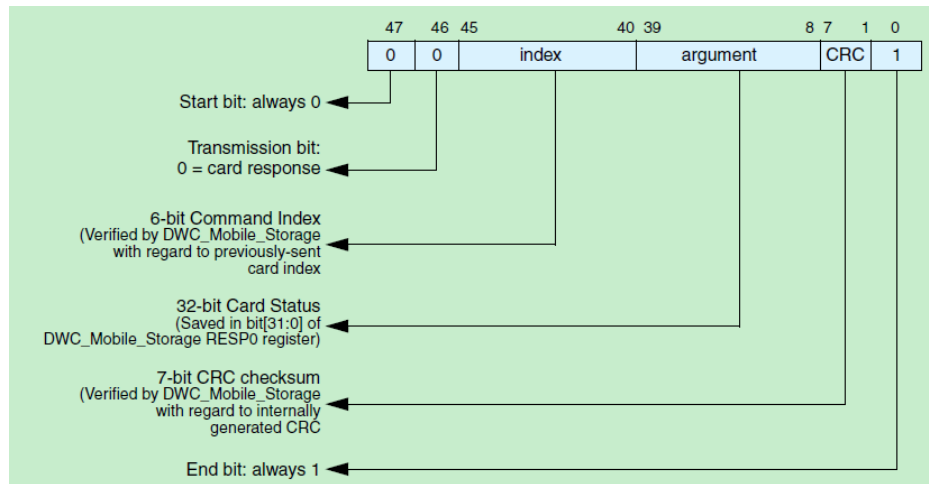 47 46 45 40 39 8 7 1 0
0 0 index argument CRC 1
Start bit: always 0
Transmission bit:
0 = card response
6-bit Command Index
(Verified by DWC_Mobile_Storage
with regard to previously-sent
card index
32-bit Card Status
(Saved in bit[31:0] of
DWC_Mobile_Storage RESP0 register)
7-bit CRC checksum
(Verified by DWC_Mobile_Storage
with regard to internally
generated CRC
End bit: always 1